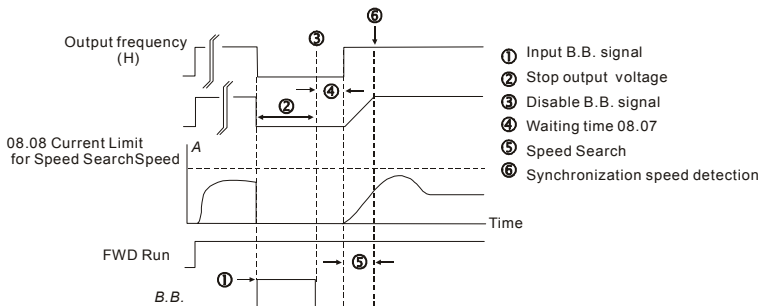 ⑥
Output frequency
(H)
③
④
②
① Input B.B. signal
② Stop output voltage
③ Disable B.B. signal
④ Waiting time 08.07
⑤ Speed Search
⑥ Synchronization speed detection
08.08 Current Limit
for Speed SearchSpeed
A
Time
FWD Run
⑤
①
B.B.